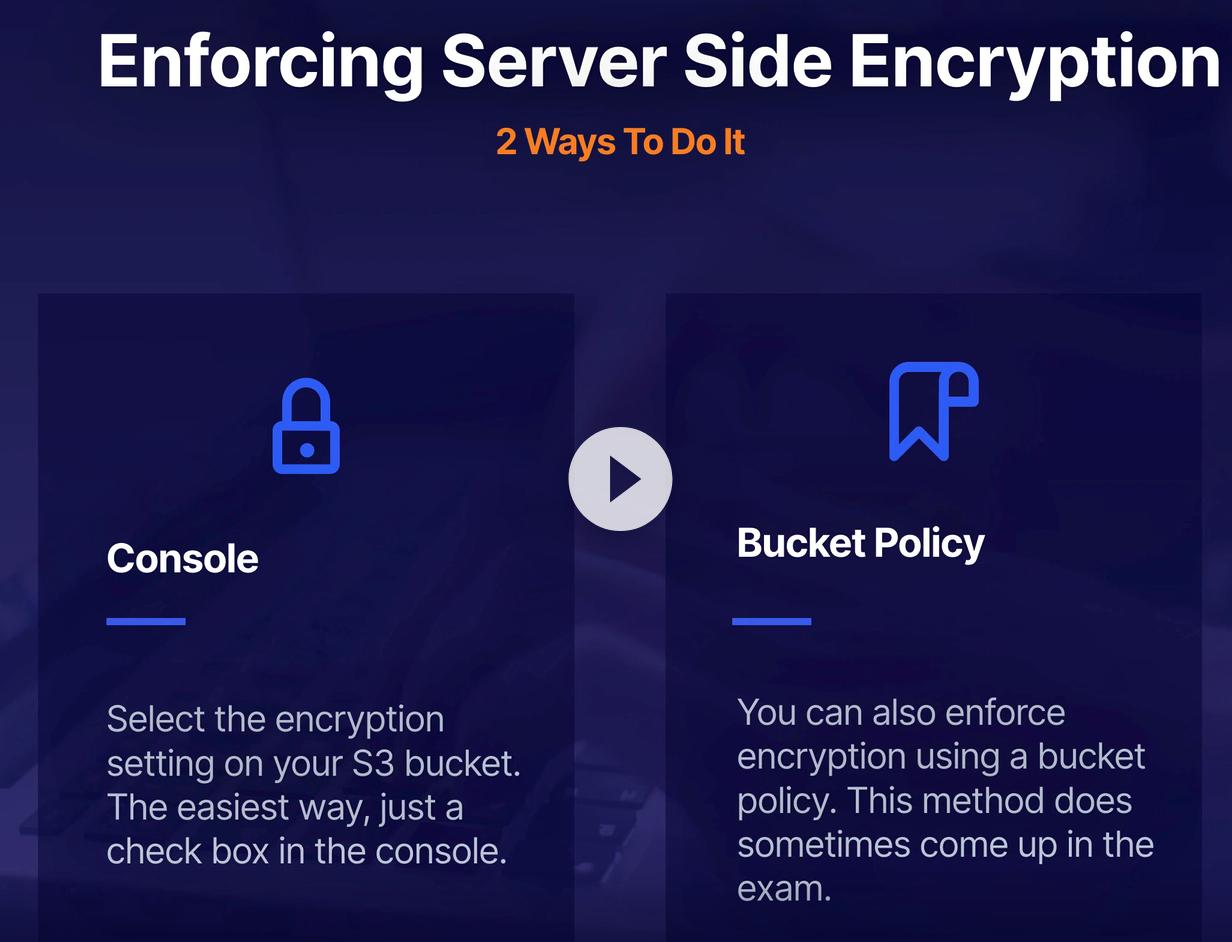 Enforcing Server Side Encryption
2 Ways To Do It
Console
Select the encryption
setting on your S3 bucket.
The easiest way, just a
check box in the console.
Bucket Policy
You can also enforce
encryption using a bucket
policy. This method does
sometimes come up in the
exam.